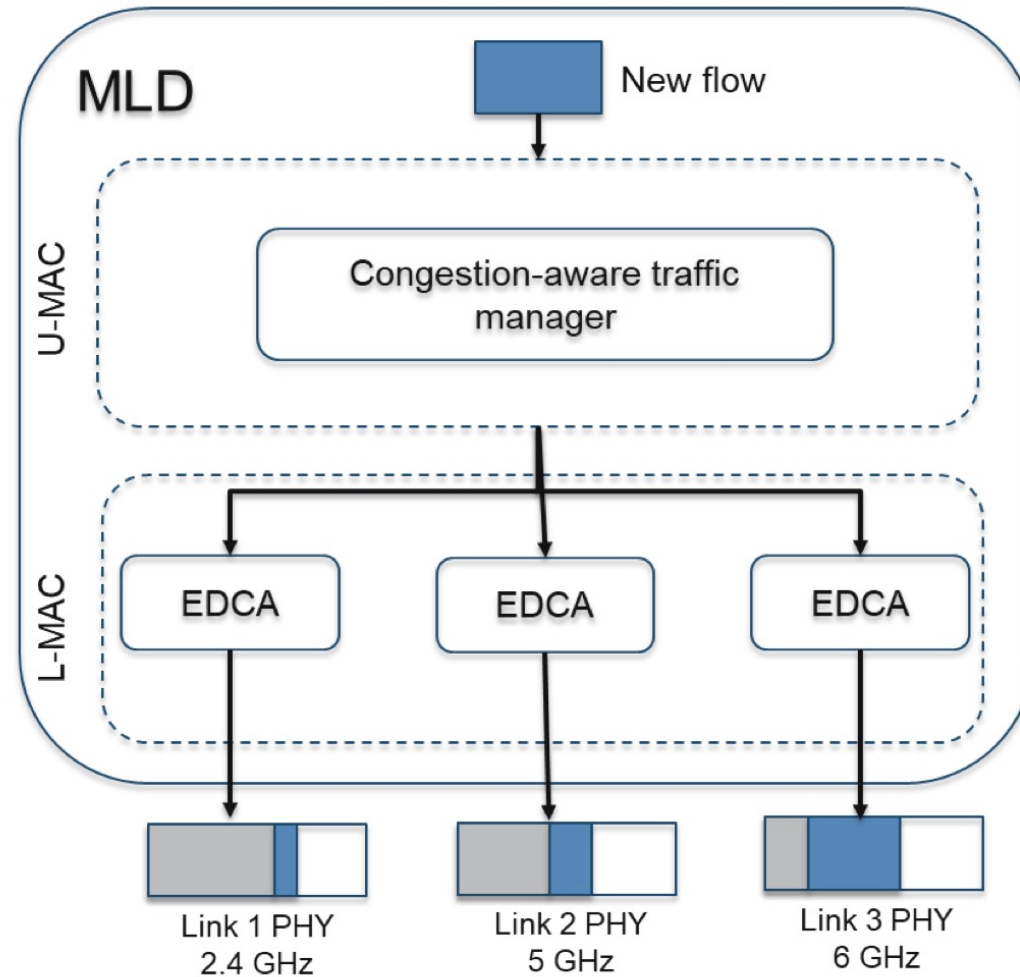 MLD
New flow
U-MAC
Congestion-aware traffic
manager
L-MAC
EDCA
EDCA
EDCA
Link 1 PHY
2.4 GHz
Link 2 PHY
5 GHz
Link 3 PHY
6 GHz